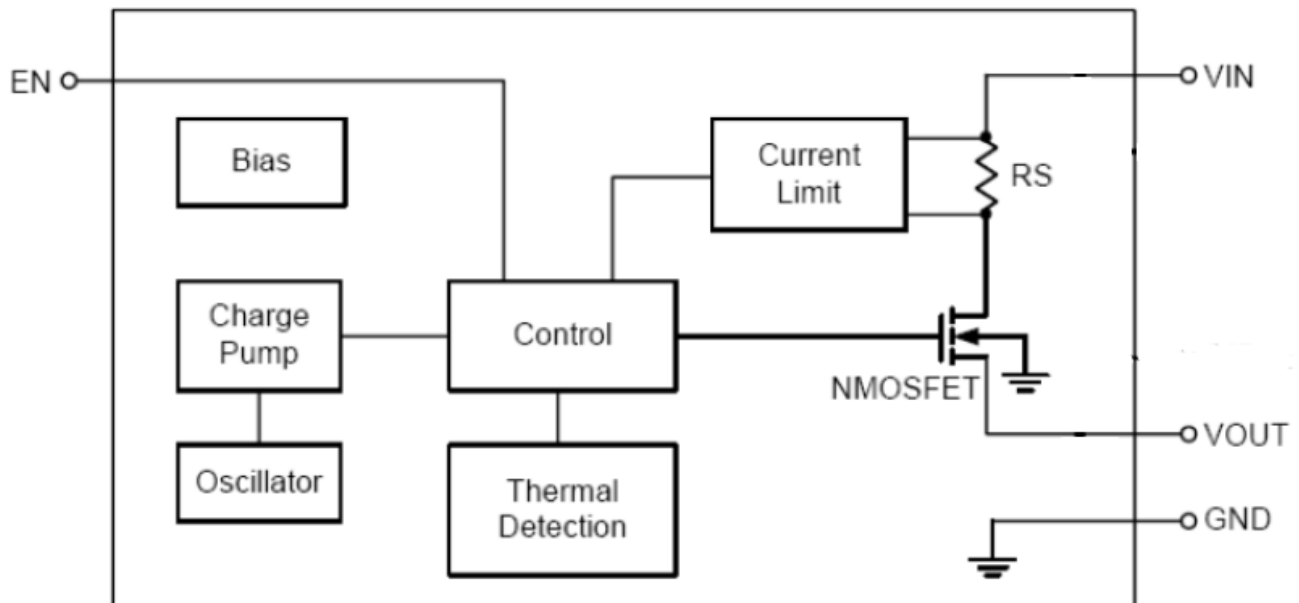 EN
VIN
Bias
Current
Limit
RS
Charge
Pump
Control
NMOSFET
VOUT
Oscillator
Thermal
Detection
GND